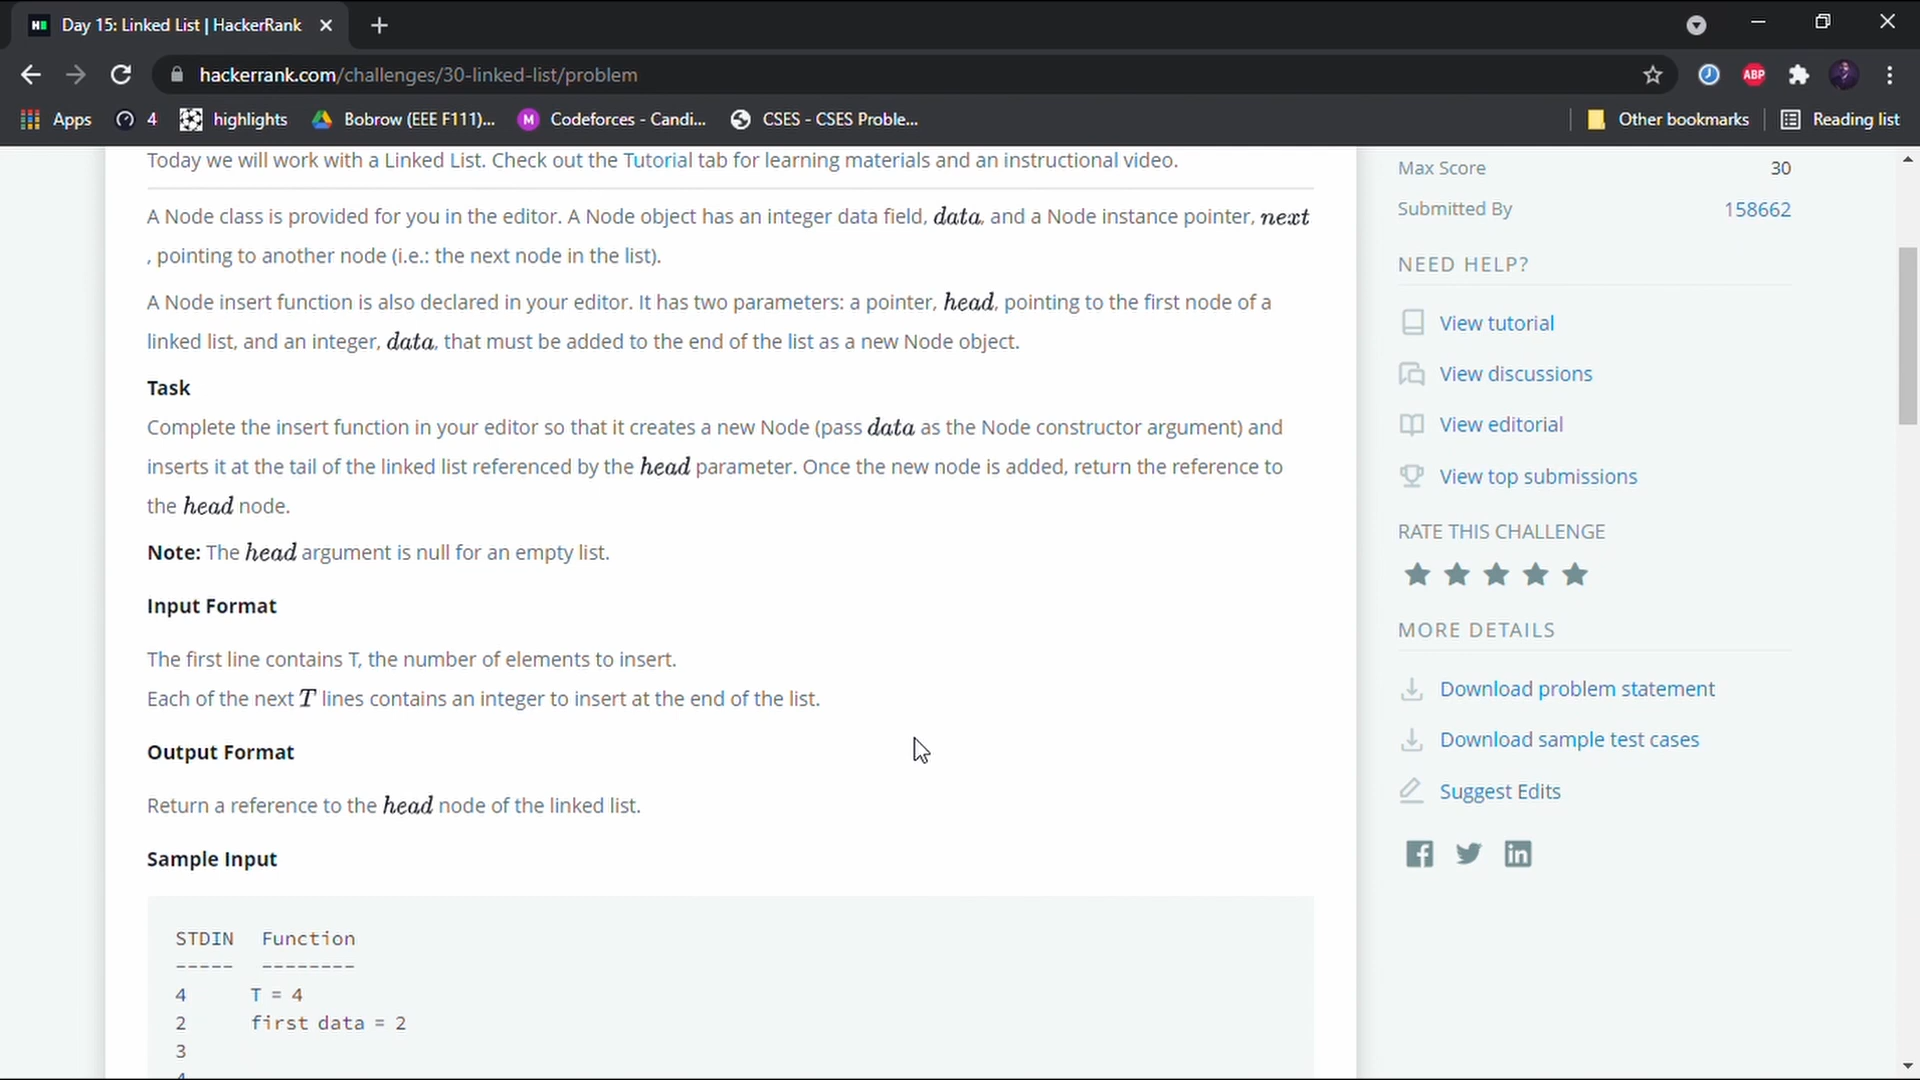 Day 15: Linked List | HackerRank
hackerrank.com/challenges/30-linked-list/problem
ABP
Apps
4
highlights
Bobrow (EEE F111)...
M
Codeforces - Candi...
CSES - CSES Proble...
Other bookmarks
Reading list
Today we will work with a Linked List. Check out the Tutorial tab for learning materials and an instructional video.
A Node class is provided for you in the editor. A Node object has an integer data field, data, and a Node instance pointer, next
, pointing to another node (i.e.: the next node in the list).
A Node insert function is also declared in your editor. It has two parameters: a pointer, head, pointing to the first node of a
linked list, and an integer, data, that must be added to the end of the list as a new Node object.
Task
Complete the insert function in your editor so that it creates a new Node (pass data as the Node constructor argument) and
inserts it at the tail of the linked list referenced by the head parameter. Once the new node is added, return the reference to
the head node.
Note: The head argument is null for an empty list.
Input Format
The first line contains T, the number of elements to insert.
Each of the next T lines contains an integer to insert at the end of the list.
Output Format
Return a reference to the head node of the linked list.
Sample Input
STDIN Function
----- --------
4 T = 4
2 first data = 2
3
4
Max Score 30
Submitted By 158662
NEED HELP?
View tutorial
View discussions
View editorial
View top submissions
RATE THIS CHALLENGE
MORE DETAILS
Download problem statement
Download sample test cases
Suggest Edits